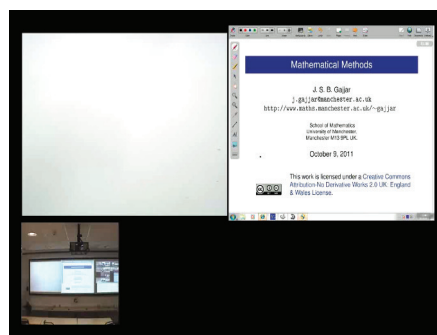 Mathematical Methods
J. S. B. Gajjar
j.gajjar@manchester.ac.uk
http://www.maths.manchester.ac.uk/~gajjar
School of Mathematics
University of Manchester,
Manchester M13 9PL UK.
October 9, 2011
This work is licensed under a Creative Commons
Attribution-No Derivative Works 2.0 UK: England
& Wales License.